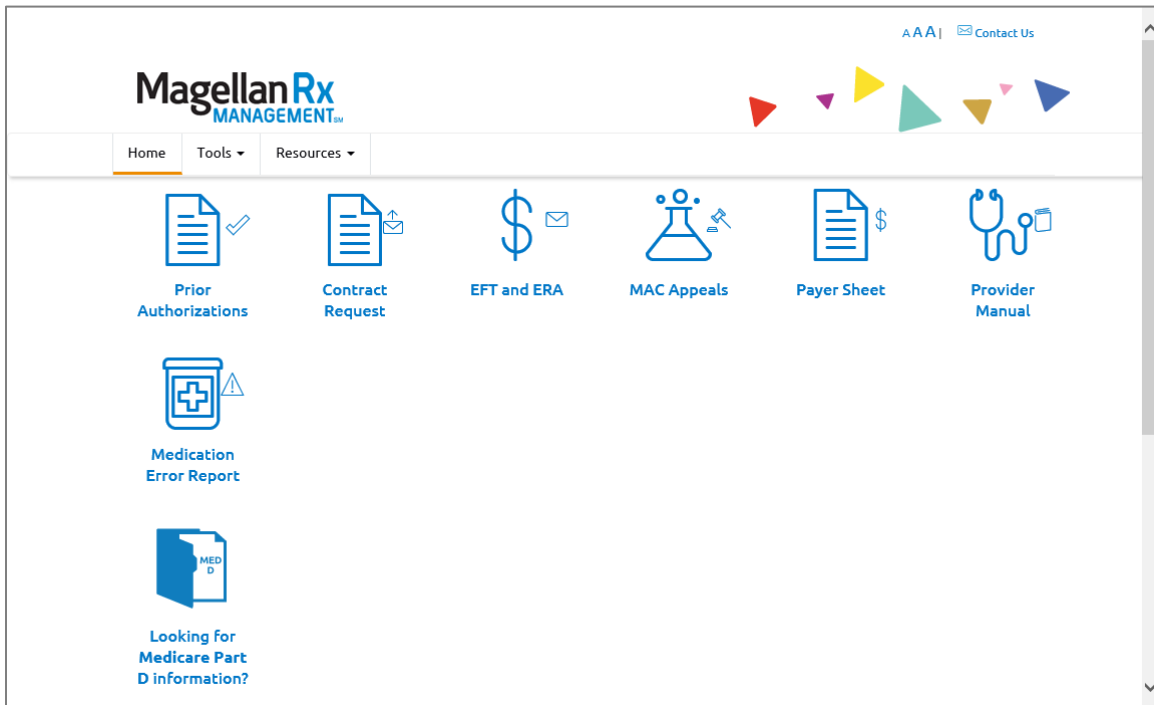 A A A | Contact Us
Magellan Rx
MANAGEMENT SM
Home Tools Resources
Prior
Authorizations
Contract
Request
EFT and ERA
MAC Appeals
Payer Sheet
Provider
Manual
Medication
Error Report
MED
D
Looking for
Medicare Part
D information?